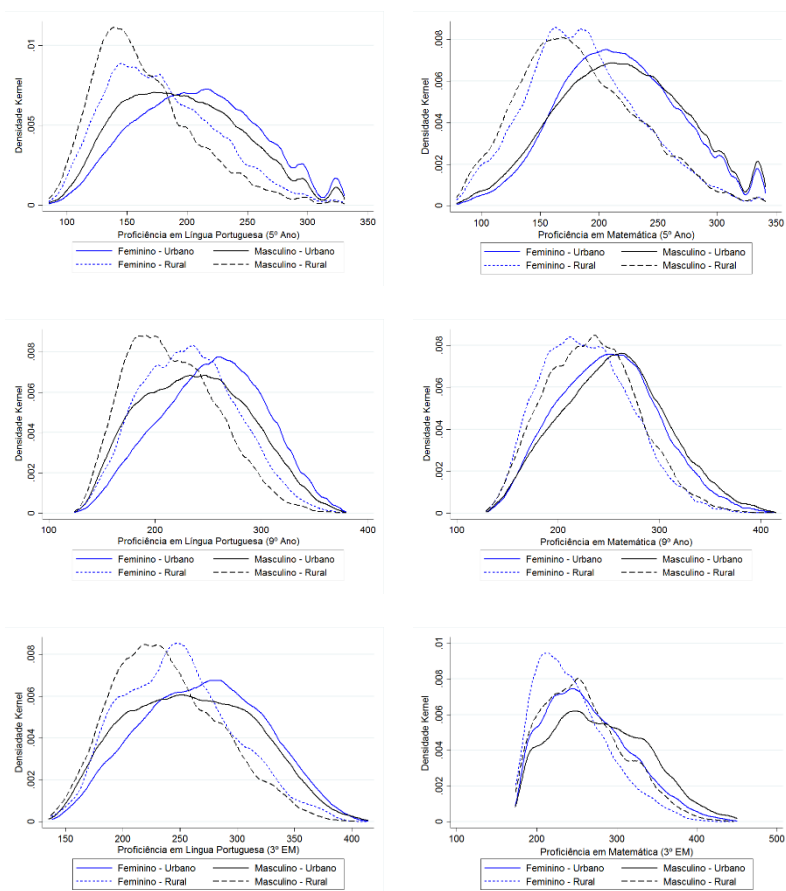 Densidade Kernel
0
.005
.01
100
150
200
250
300
350
Proficiência em Língua Portuguesa (5º Ano)
Feminino - Urbano
Masculino - Urbano
Feminino - Rural
Masculino - Rural
Densidade Kernel
0
.002
.004
.006
.008
100
150
200
250
300
350
Proficiência em Matemática (5º Ano)
Feminino - Urbano
Masculino - Urbano
Feminino - Rural
Masculino - Rural
Densidade Kernel
0
.002
.004
.006
.008
100
200
300
400
Proficiência em Língua Portuguesa (9º Ano)
Feminino - Urbano
Masculino - Urbano
Feminino - Rural
Masculino - Rural
Densidade Kernel
0
.002
.004
.006
.008
100
200
300
400
Proficiência em Matemática (9º Ano)
Feminino - Urbano
Masculino - Urbano
Feminino - Rural
Masculino - Rural
Densiadade Kernel
0
.002
.004
.006
.008
150
200
250
300
350
400
Proficiência em Língua Portuguesa (3º EM)
Feminino - Urbano
Masculino - Urbano
Feminino - Rural
Masculino - Rural
Densidade Kernel
0
.002
.004
.006
.008
.01
100
200
300
400
500
Proficiência em Matemática (3º EM)
Feminino - Urbano
Masculino - Urbano
Feminino - Rural
Masculino - Rural